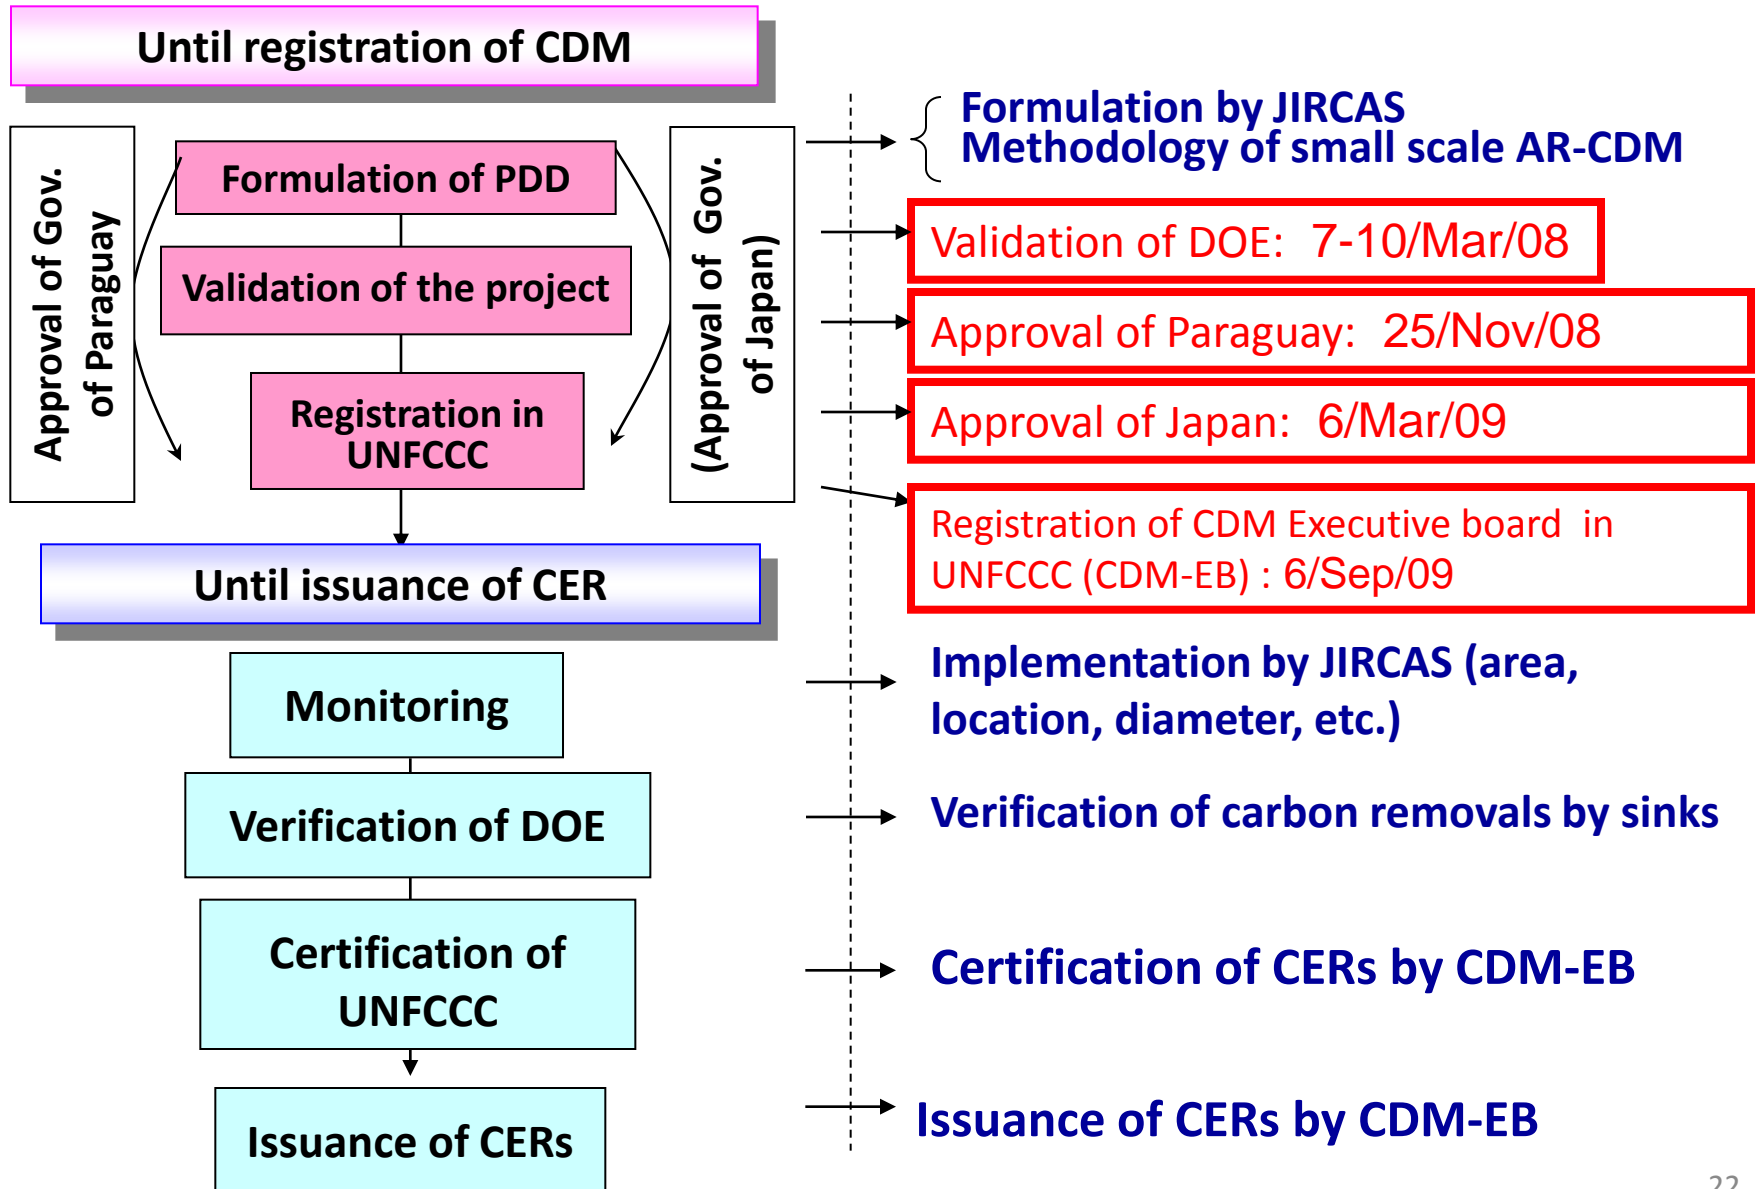 Until registration of CDM
Approval of Gov.
of Paraguay
Formulation of PDD
Validation of the project
Registration in
UNFCCC
(Approval of Gov.
of Japan)
Formulation by JIRCAS
Methodology of small scale AR-CDM
Validation of DOE: 7-10/Mar/08
Approval of Paraguay: 25/Nov/08
Approval of Japan: 6/Mar/09
Registration of CDM Executive board in
UNFCCC (CDM-EB) : 6/Sep/09
Until issuance of CER
Monitoring
Implementation by JIRCAS (area,
location, diameter, etc.)
Verification of DOE
Verification of carbon removals by sinks
Certification of
UNFCCC
Certification of CERs by CDM-EB
Issuance of CERs
Issuance of CERs by CDM-EB
22